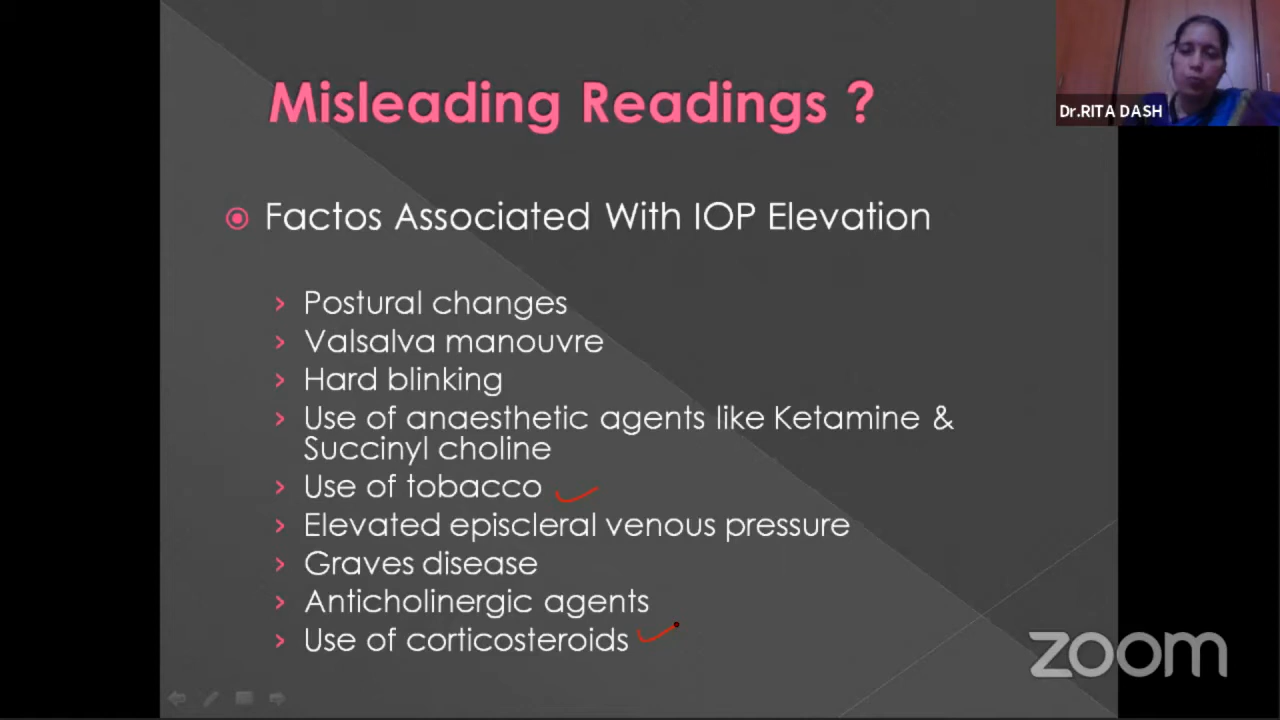 Misleading Readings ?
Dr.RITA DASH
Factos Associated With IOP Elevation
Postural changes
Valsalva manouvre
Hard blinking
Use of anaesthetic agents like Ketamine &
Succinyl choline
Use of tobacco
Elevated episcleral venous pressure
Graves disease
Anticholinergic agents
Use of corticosteroids
zoom